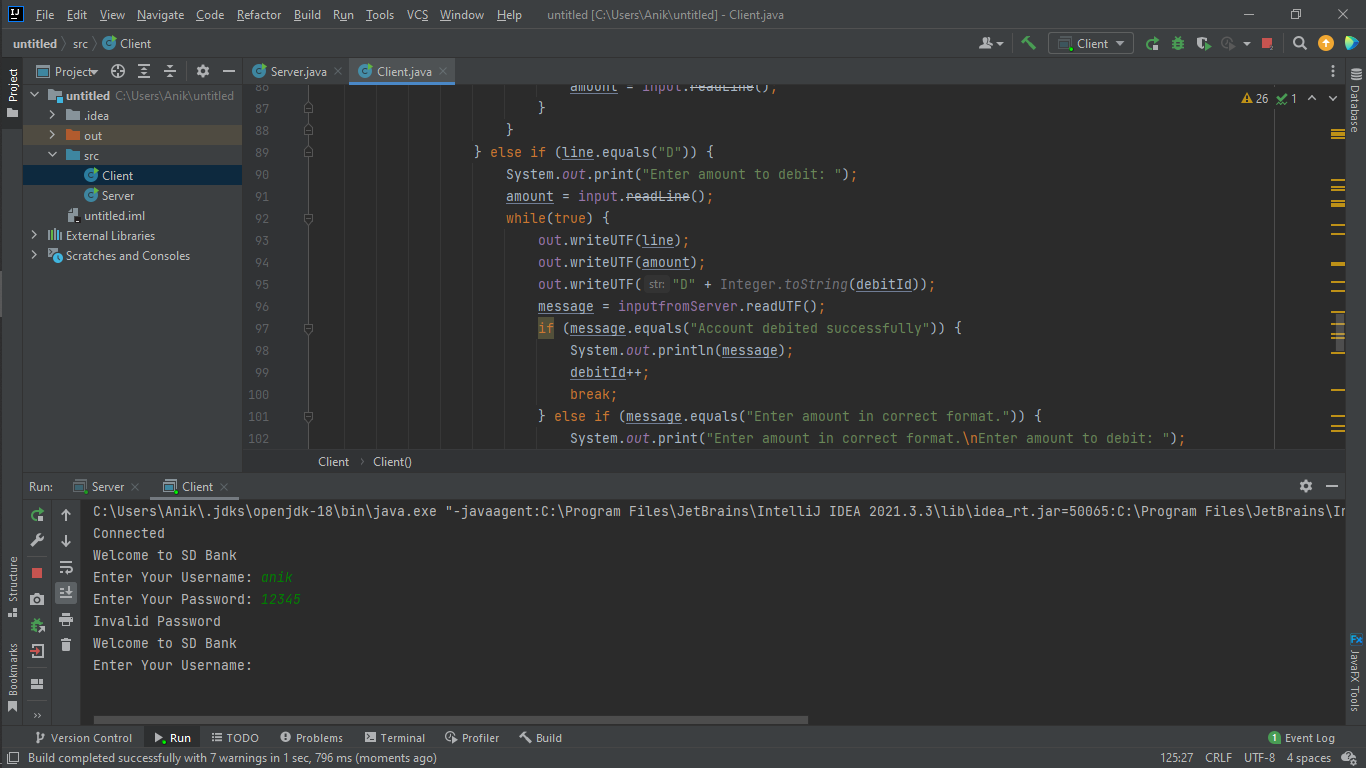 File Edit View Navigate Code Refactor Build Run Tools VCS Window Help untitled [C:\Users\Anik\untitled] - Client.java
untitled src Client
Client
Project
Server.java
Client.java
Project
untitled C:\Users\Anik\untitled
.idea
out
src
Client
Server
untitled.iml
External Libraries
Scratches and Consoles
26 1
86 amount = input.readLine();
87 }
88 }
89 } else if (line.equals("D")) {
90 System.out.print("Enter amount to debit: ");
91 amount = input.readLine();
92 while(true) {
93 out.writeUTF(line);
94 out.writeUTF(amount);
95 out.writeUTF( str: "D" + Integer.toString(debitId));
96 message = inputfromServer.readUTF();
97 if (message.equals("Account debited successfully")) {
98 System.out.println(message);
99 debitId++;
100 break;
101 } else if (message.equals("Enter amount in correct format.")) {
102 System.out.print("Enter amount in correct format.\nEnter amount to debit: ");
Client Client()
Database
JavaFX Tools
Run: Server Client
C:\Users\Anik\.jdks\openjdk-18\bin\java.exe "-javaagent:C:\Program Files\JetBrains\IntelliJ IDEA 2021.3.3\lib\idea_rt.jar=50065:C:\Program Files\JetBrains\In
Connected
Welcome to SD Bank
Enter Your Username: anik
Enter Your Password: 12345
Invalid Password
Welcome to SD Bank
Enter Your Username:
Structure
Bookmarks
Version Control Run TODO Problems Terminal Profiler Build 1 Event Log
Build completed successfully with 7 warnings in 1 sec, 796 ms (moments ago) 125:27 CRLF UTF-8 4 spaces